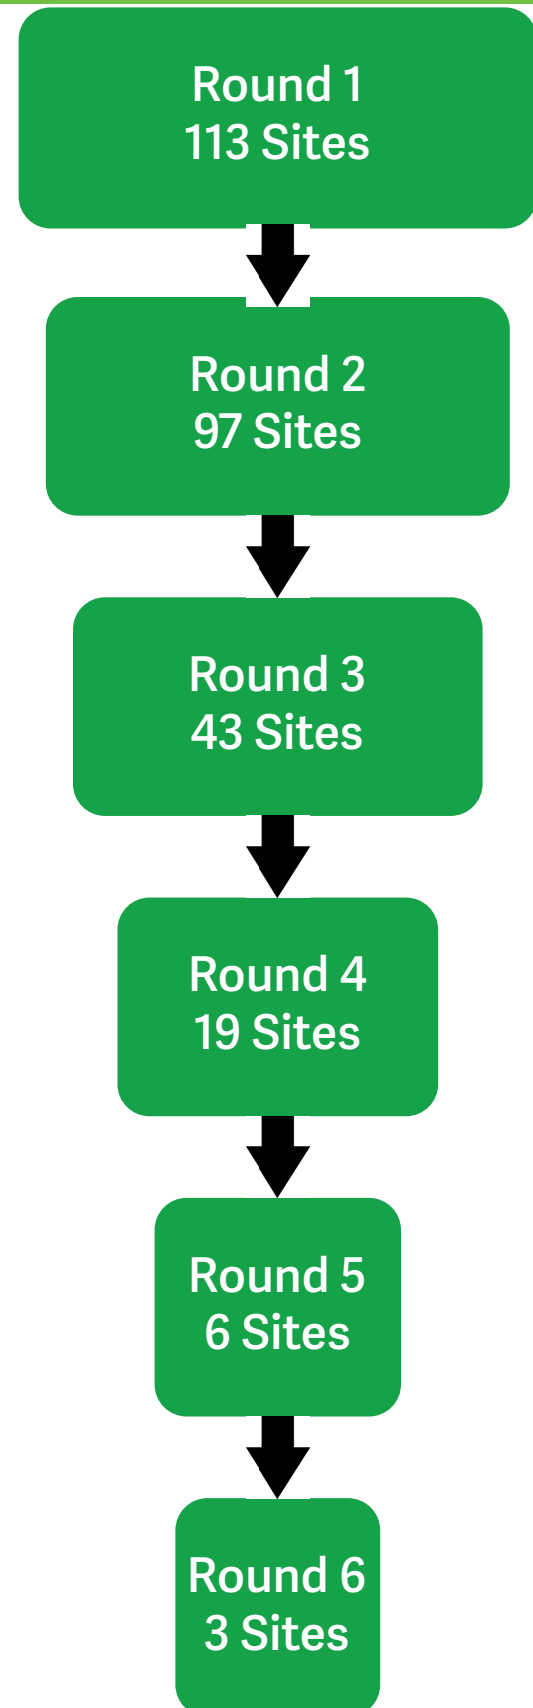 Round 1
113 Sites
Round 2
97 Sites
Round 3
43 Sites
Round 4
19 Sites
Round 5
6 Sites
Round 6
3 Sites